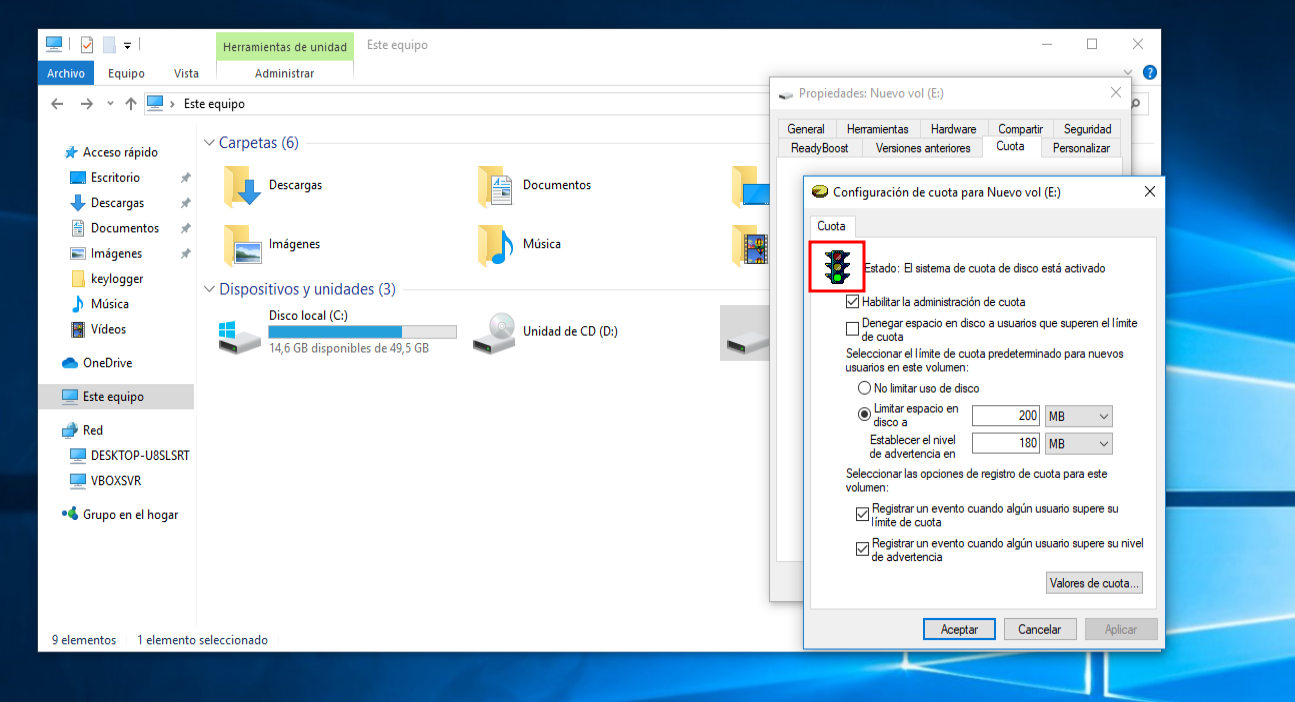 Herramientas de unidad
Este equipo
Archivo
Equipo
Vista
Administrar
Este equipo
Acceso rápido
Escritorio
Descargas
Documentos
Imágenes
keylogger
Música
Vídeos
OneDrive
Este equipo
Red
DESKTOP-U8SLSRT
VBOXSVR
Grupo en el hogar
Carpetas (6)
Descargas
Documentos
Imágenes
Música
Dispositivos y unidades (3)
Disco local (C:)
14,6 GB disponibles de 49,5 GB
Unidad de CD (D:)
9 elementos
1 elemento seleccionado
Propiedades: Nuevo vol (E:)
General
Herramientas
Hardware
Compartir
Seguridad
ReadyBoost
Versiones anteriores
Cuota
Personalizar
Configuración de cuota para Nuevo vol (E:)
Cuota
Estado: El sistema de cuota de disco está activado
Habilitar la administración de cuota
Denegar espacio en disco a usuarios que superen el límite
de cuota
Seleccionar el límite de cuota predeterminado para nuevos
usuarios en este volumen:
No limitar uso de disco
Limitar espacio en
disco a
200
MB
Establecer el nivel
de advertencia en
180
MB
Seleccionar las opciones de registro de cuota para este
volumen:
Registrar un evento cuando algún usuario supere su
límite de cuota
Registrar un evento cuando algún usuario supere su nivel
de advertencia
Valores de cuota...
Aceptar
Cancelar
Aplicar